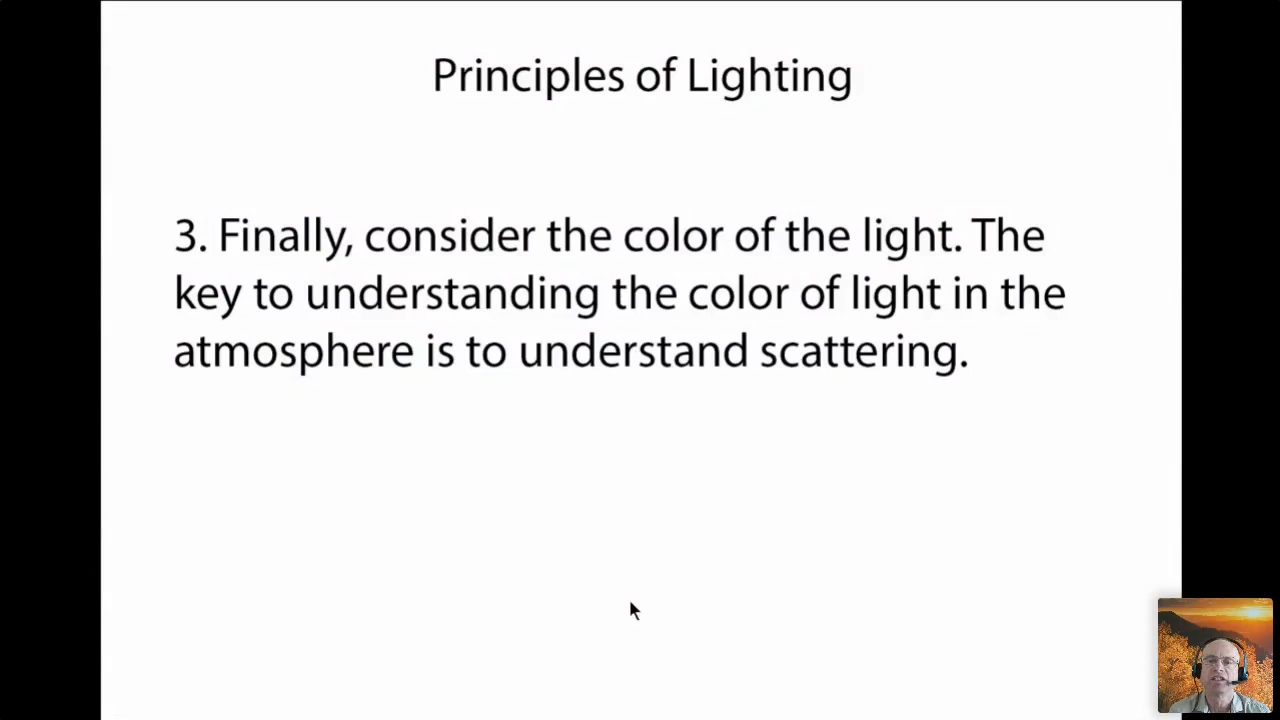 Principles of Lighting
3. Finally, consider the color of the light. The
key to understanding the color of light in the
atmosphere is to understand scattering.